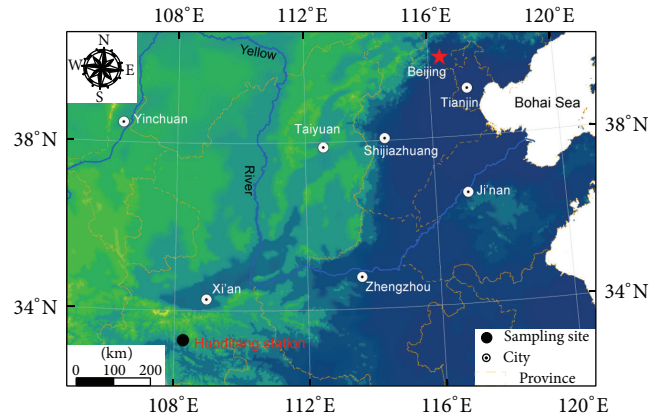 108°E 112°E 116°E 120°E
N
W E
S
Yellow
Beijing
Tianjin
Bohai Sea
Yinchuan
Taiyuan
Shijiazhuang
38°N 38°N
River
Ji'nan
Xi'an
Zhengzhou
34°N 34°N
Huoditang station
(km)
0 100 200
Sampling site
City
Province
108°E 112°E 116°E 120°E